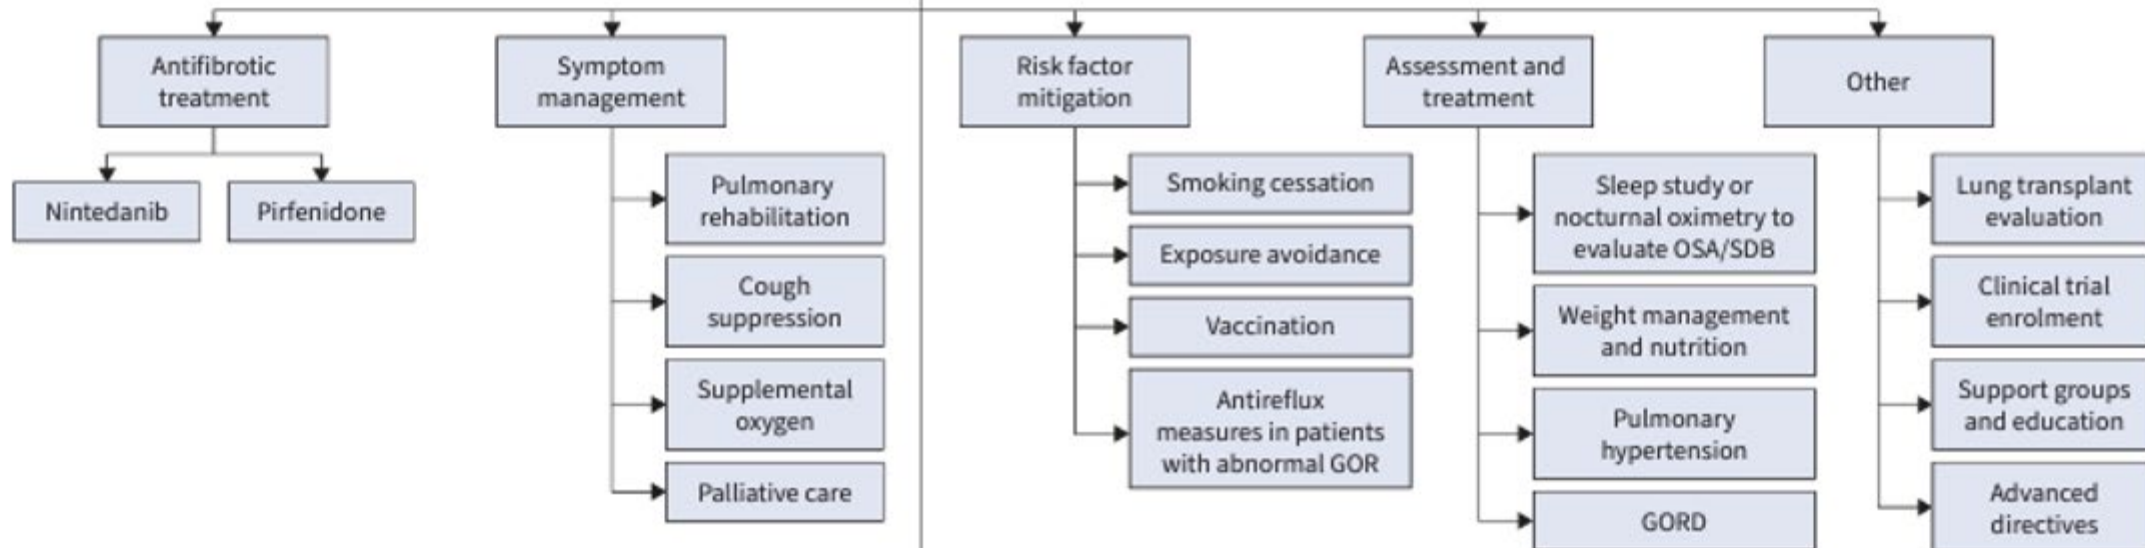 Antifibrotic
treatment
Nintedanib
Pirfenidone
Symptom
management
Pulmonary
rehabilitation
Cough
suppression
Supplemental
oxygen
Palliative care
Risk factor
mitigation
Smoking cessation
Exposure avoidance
Vaccination
Antireflux
measures in patients
with abnormal GOR
Assessment and
treatment
Sleep study or
nocturnal oximetry to
evaluate OSA/SDB
Weight management
and nutrition
Pulmonary
hypertension
GORD
Other
Lung transplant
evaluation
Clinical trial
enrolment
Support groups
and education
Advanced
directives